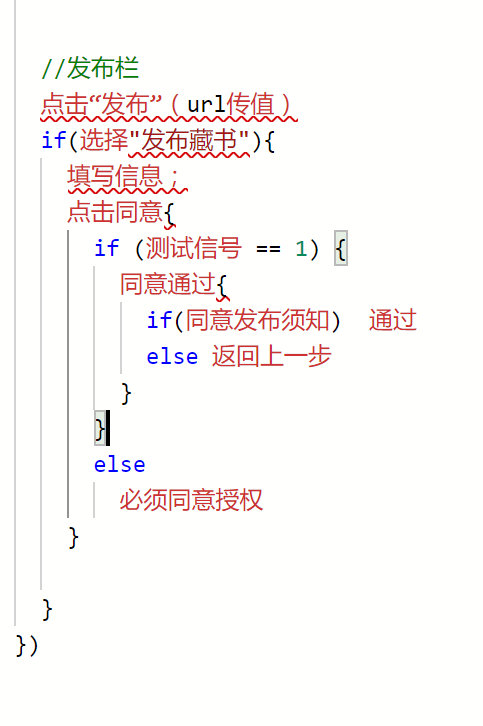 //发布栏
点击“发布”（url传值）
if(选择"发布藏书"){
填写信息；
点击同意{
if (测试信号 == 1) {
同意通过{
if(同意发布须知)  通过
else 返回上一步
}
}
else
必须同意授权
}
}
})